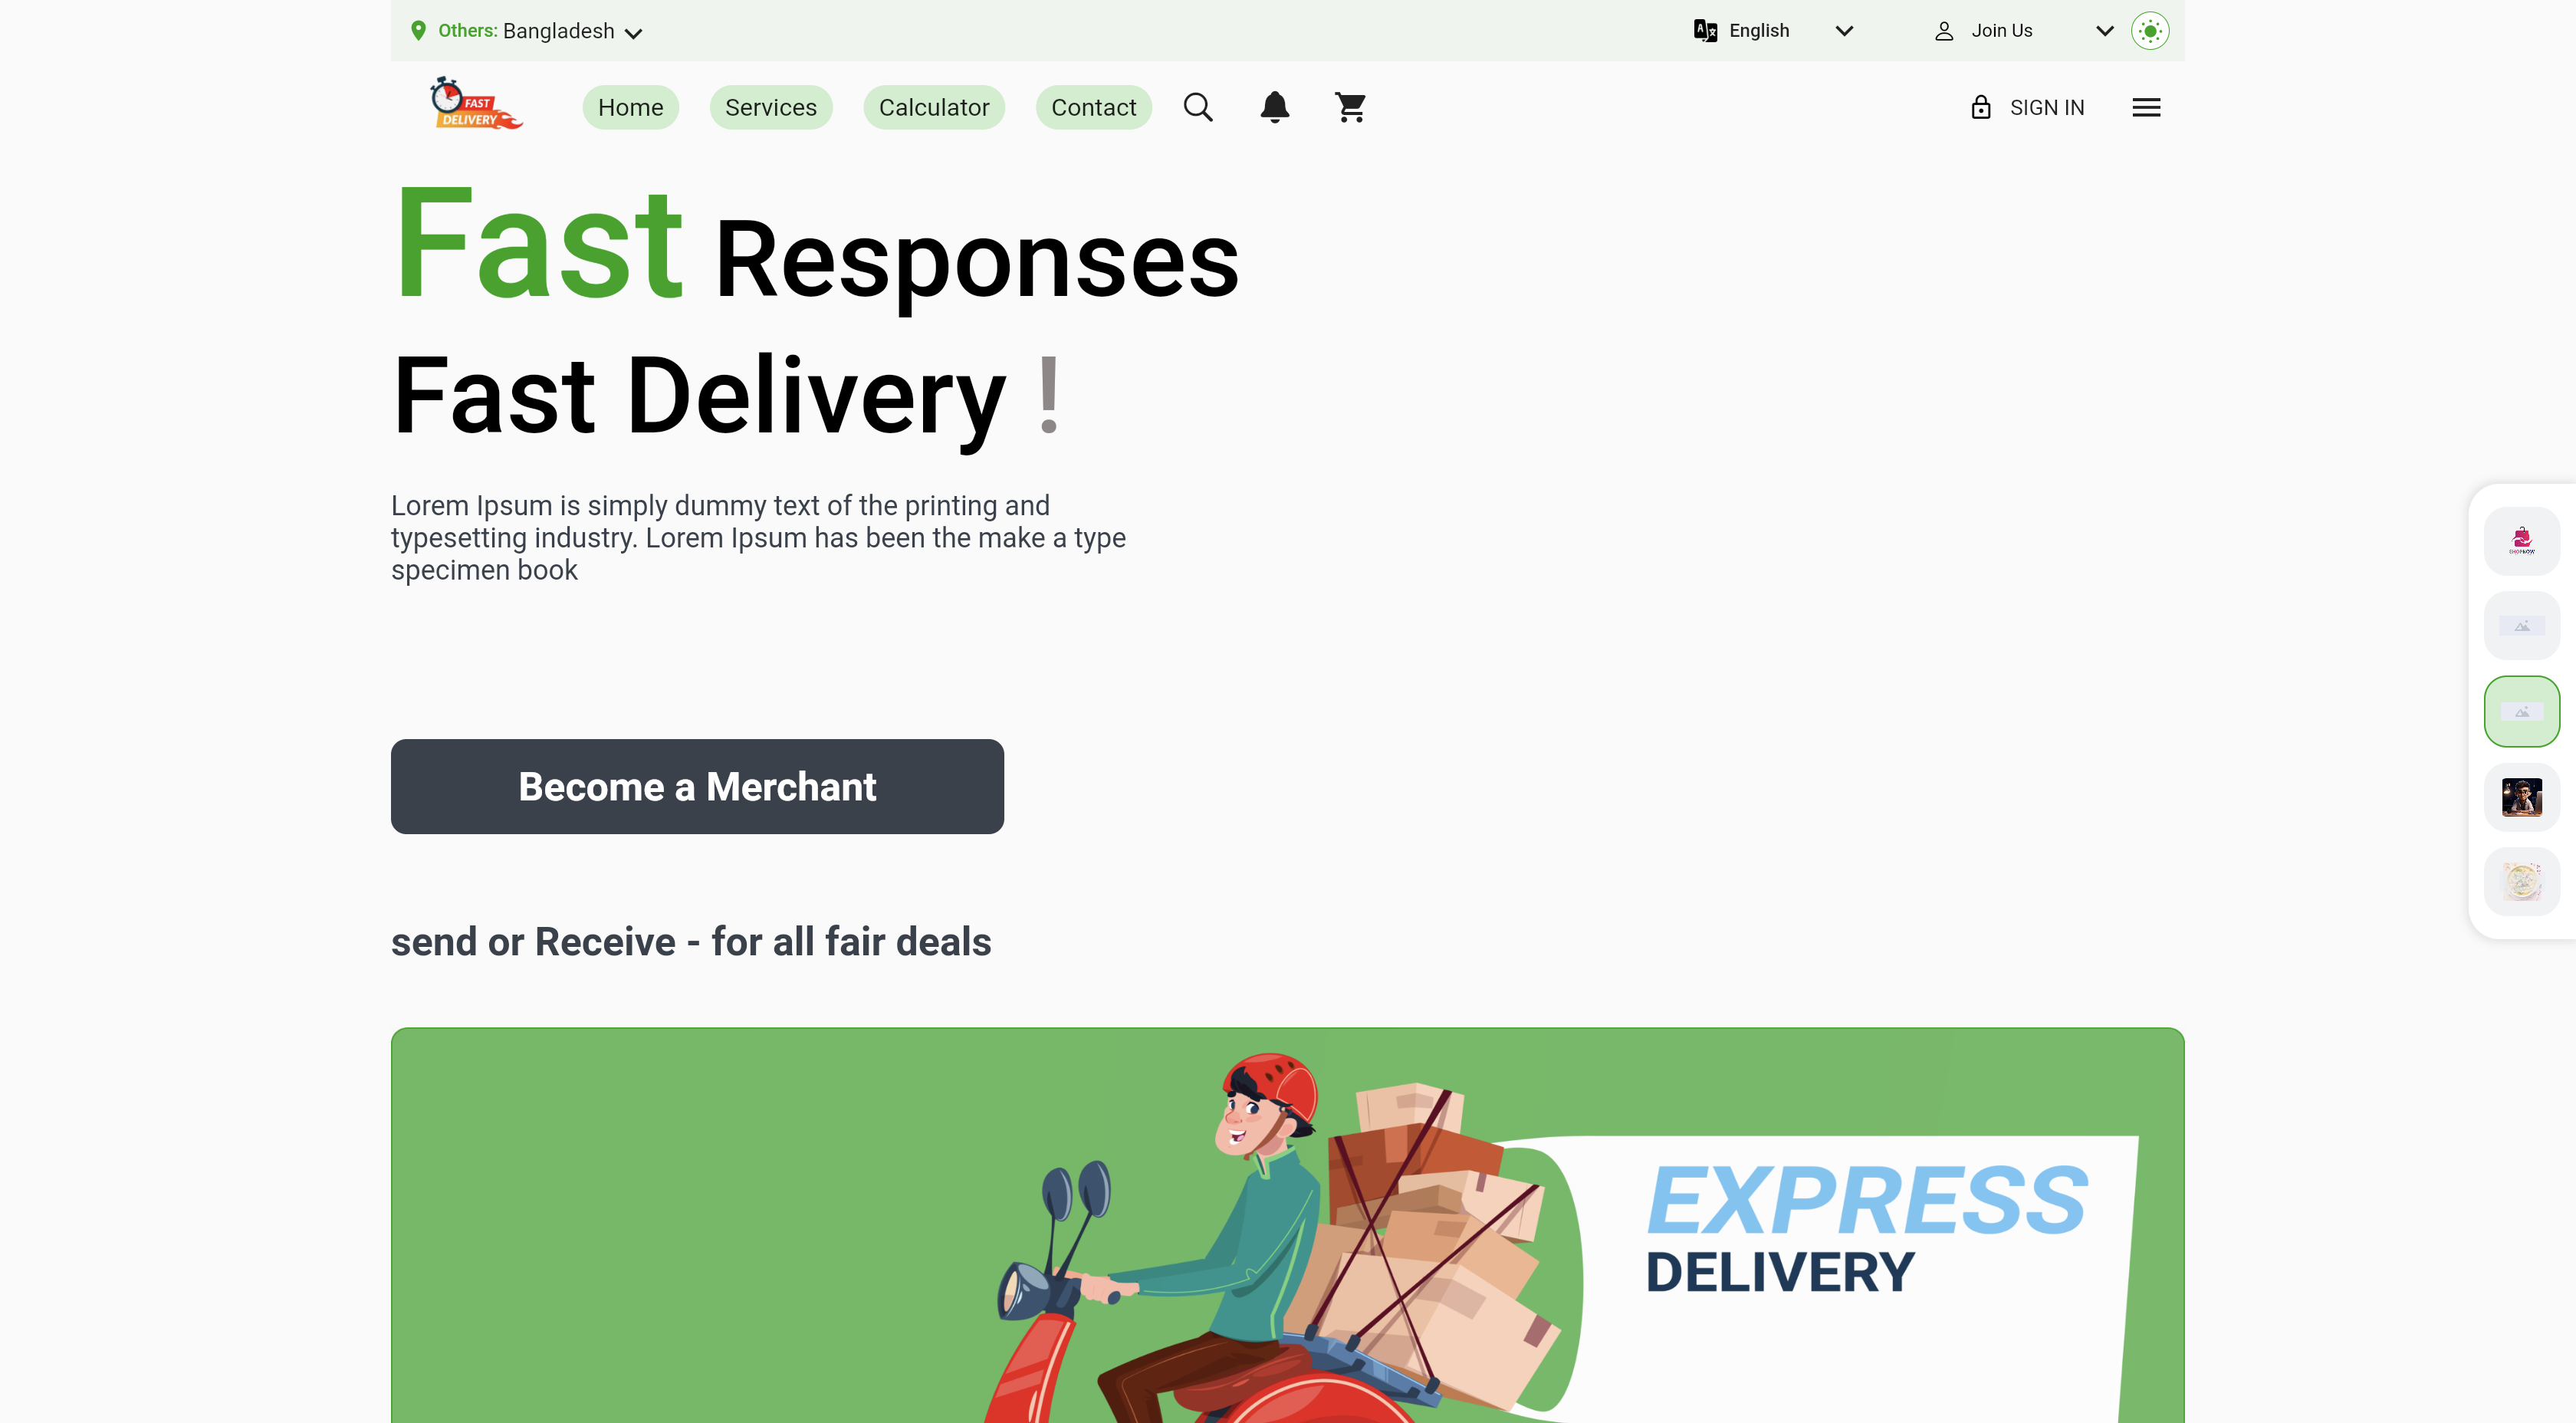 Others: Bangladesh
English
Join Us
FAST
DELIVERY
Home
Services
Calculator
Contact
SIGN IN
Fast Responses
Fast Delivery !
Lorem Ipsum is simply dummy text of the printing and
typesetting industry. Lorem Ipsum has been the make a type
specimen book
SHOPNOW
Become a Merchant
send or Receive - for all fair deals
EXPRESS
DELIVERY